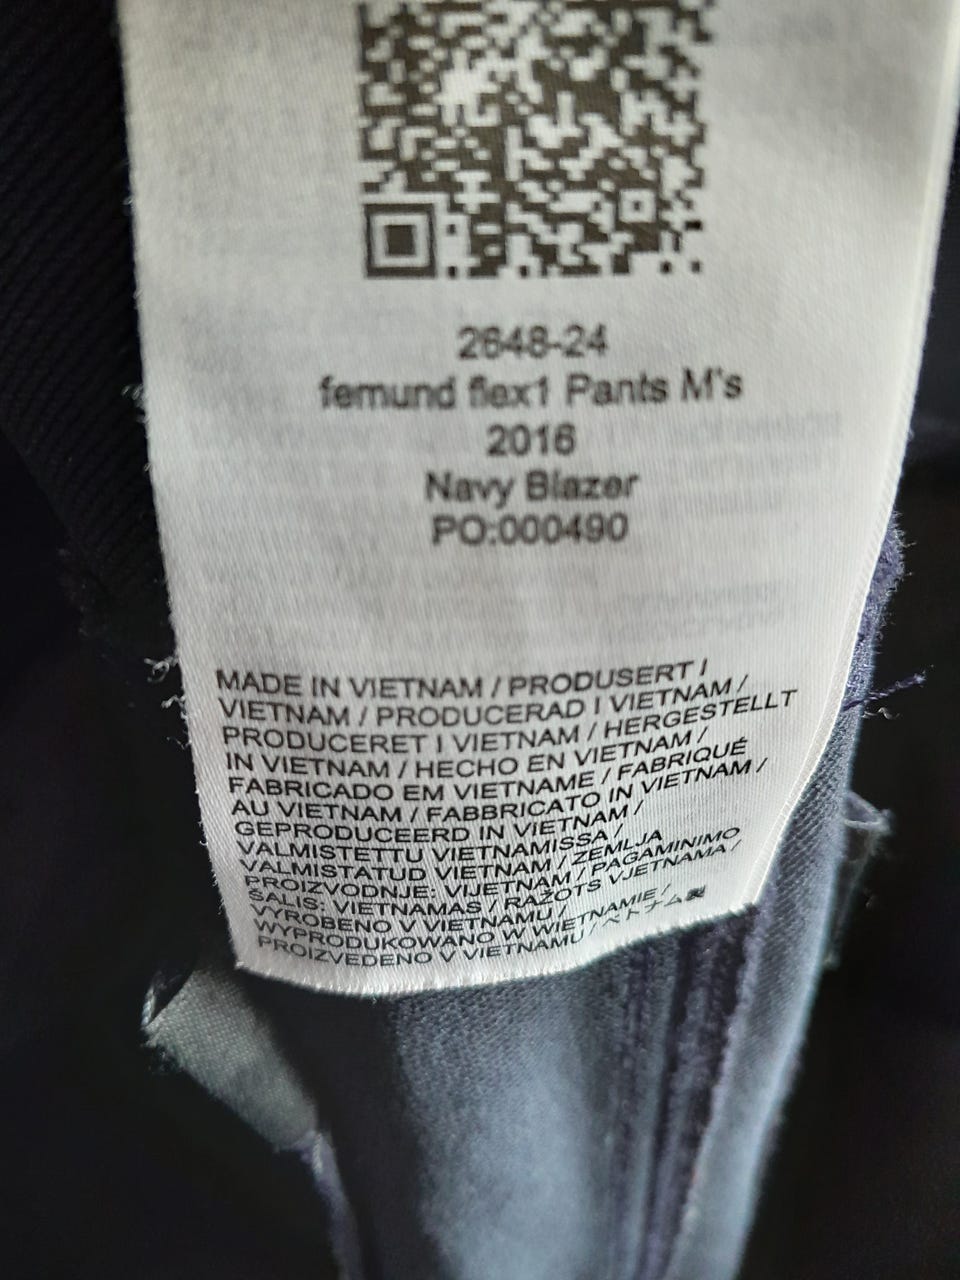 2648-24
femund flex1 Pants M's
2016
Navy Blazer
PO:000490
MADE IN VIETNAM / PRODUSERT I
VIETNAM / PRODUCERAD I VIETNAM /
PRODUCERET I VIETNAM / HERGESTELLT
IN VIETNAM / HECHO EN VIETNAM /
FABRICADO EM VIETNAME / FABRIQUÉ
AU VIETNAM / FABBRICATO IN VIETNAM /
GEPRODUCEERD IN VIETNAM /
VALMISTETTU VIETNAMISSA /
VALMISTATUD VIETNAM / ZEMLJA
PROIZVODNJE: VIJETNAM / PAGAMINIMO
ŠALIS: VIETNAMAS / RAŽOTS VJETNAMA /
VYROBENO V VIETNAMU /
WYPRODUKOWANO W WIETNAMIE /
PROIZVEDENO V VIETNAMU / ベトナム製